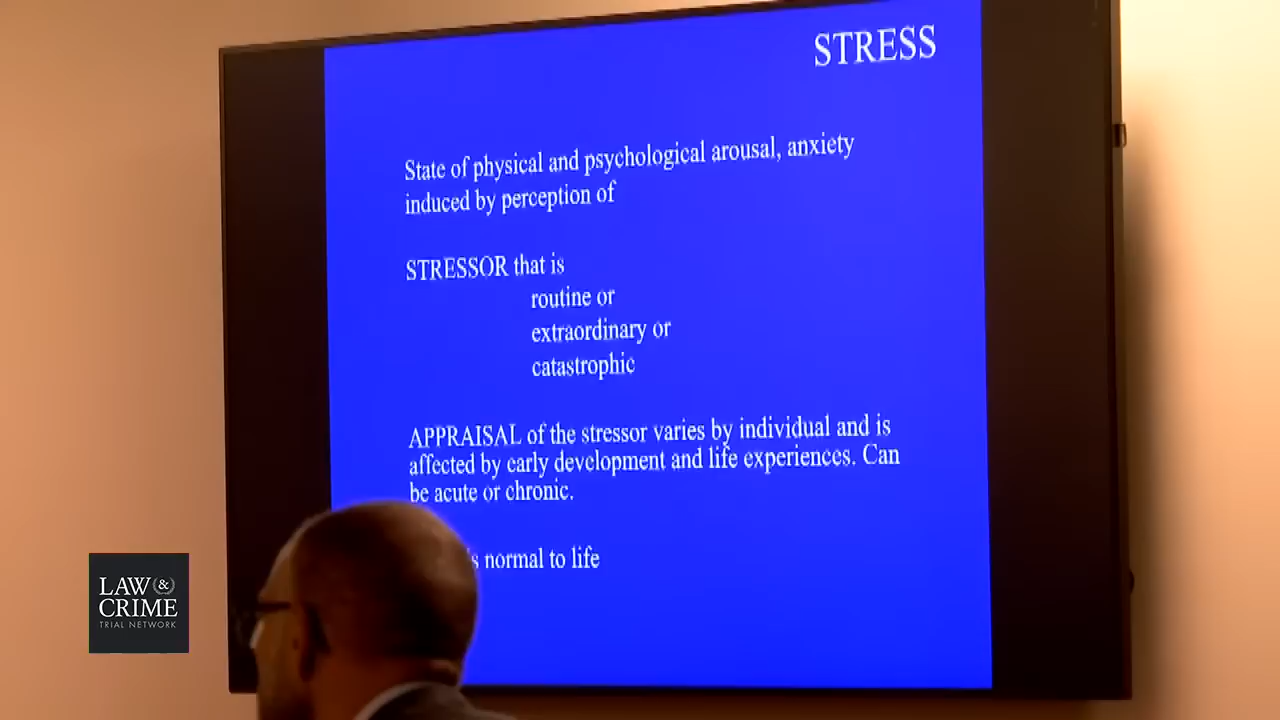 STRESS
State of physical and psychological arousal, anxiety
induced by perception of
STRESSOR that is
routine or
extraordinary or
catastrophic
APPRAISAL of the stressor varies by individual and is
affected by early development and life experiences. Can
be acute or chronic.
normal to life
LAW &
CRIME
TRIAL NETWORK